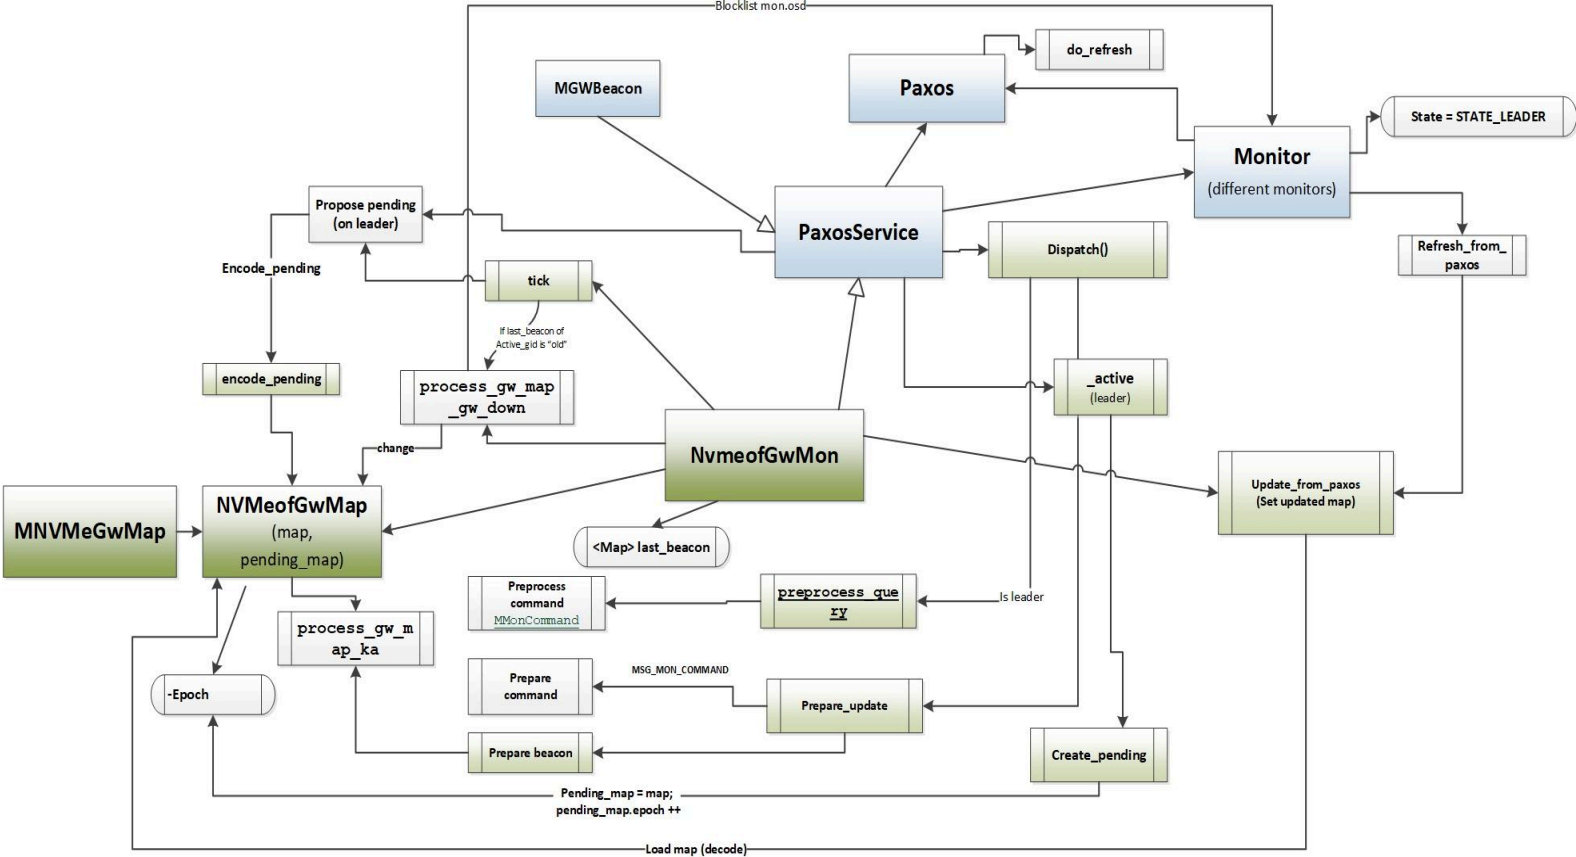 Blocklist mon.osd
do_refresh
MGWBeacon
Paxos
State = STATE_LEADER
Monitor
(different monitors)
Propose pending
(on leader)
PaxosService
Dispatch()
Refresh_from_
paxos
Encode_pending
tick
If last_beacon of
Active_gid is "old"
encode_pending
process_gw_map
_gw_down
_active
(leader)
change
NvmeofGwMon
Update_from_paxos
(Set updated map)
MNVMeGwMap
NVMeofGwMap
(map,
pending_map)
<Map> last_beacon
Preprocess
command
MMonCommand
preprocess_que
ry
Is leader
process_gw_m
ap_ka
-Epoch
Prepare
command
MSG_MON_COMMAND
Prepare_update
Prepare beacon
Create_pending
Pending_map = map;
pending_map.epoch ++
Load map (decode)